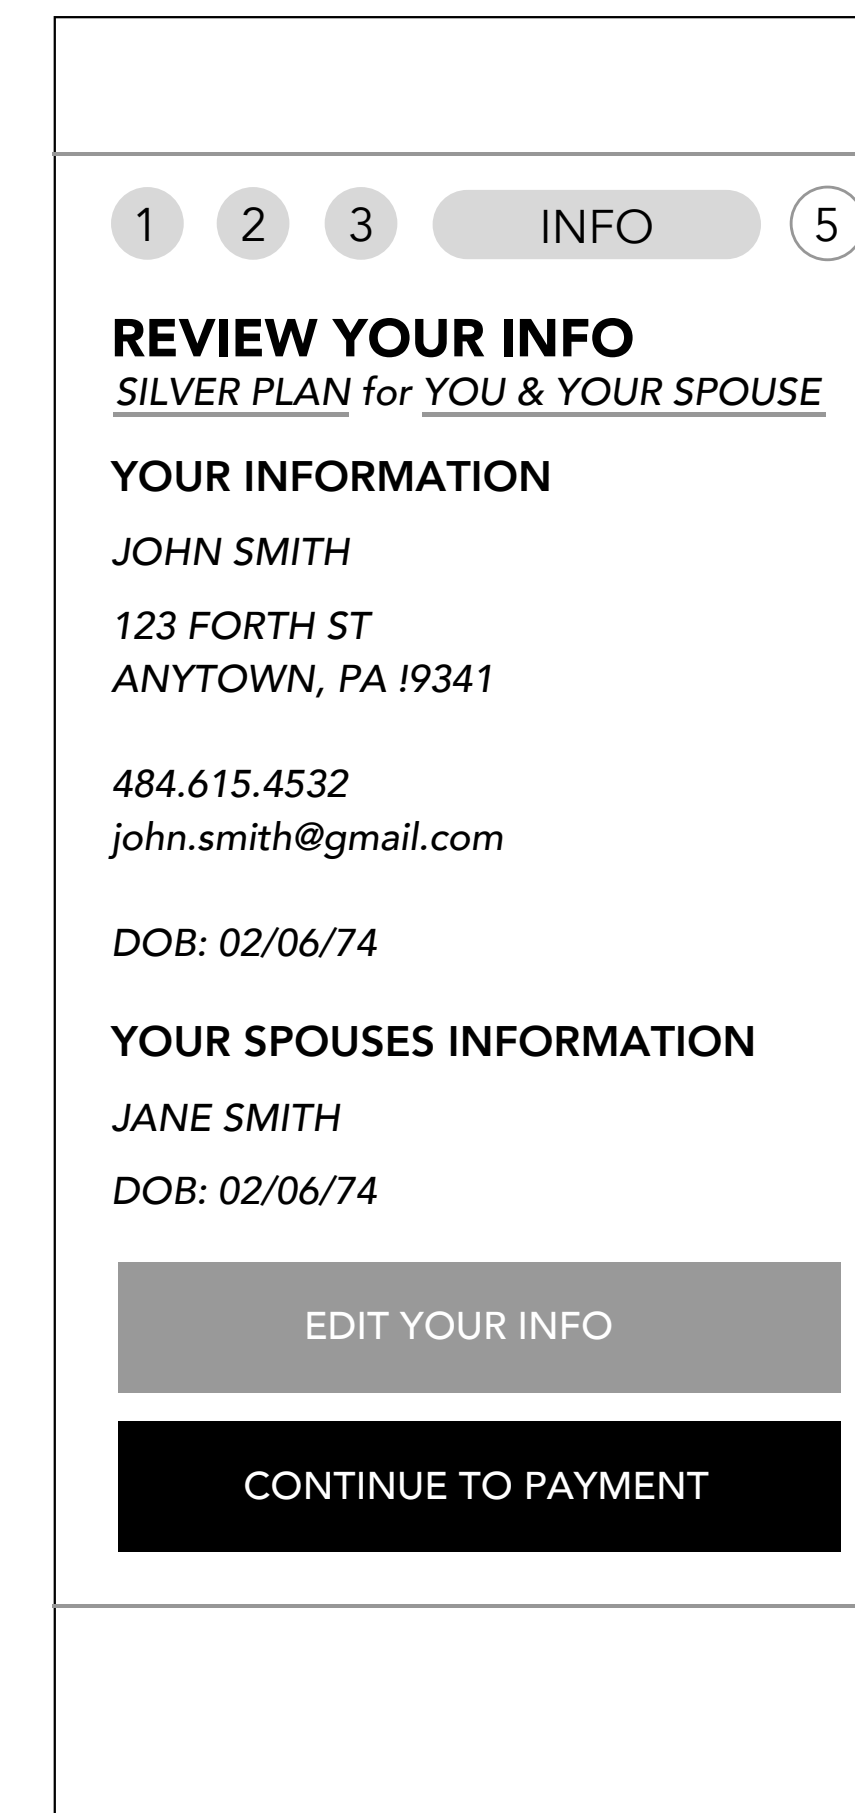 1 2 3 INFO 5
REVIEW YOUR INFO
SILVER PLAN for YOU & YOUR SPOUSE
YOUR INFORMATION
JOHN SMITH
123 FORTH ST
ANYTOWN, PA !9341
484.615.4532
john.smith@gmail.com
DOB: 02/06/74
YOUR SPOUSES INFORMATION
JANE SMITH
DOB: 02/06/74
EDIT YOUR INFO
CONTINUE TO PAYMENT